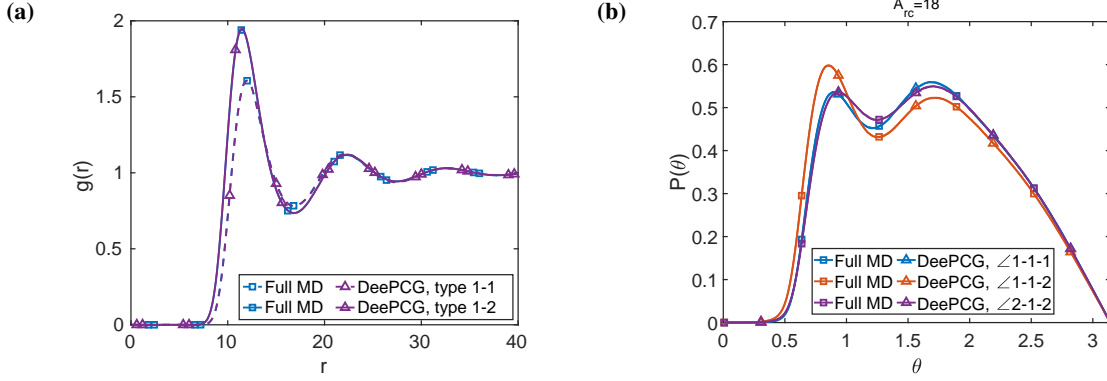 (a)
2
1.5
1
0.5
0
g(r)
0 10 20 30 40
r
Full MD DeePCG, type 1-1
Full MD DeePCG, type 1-2
(b)
A_rc=18
0.7
0.6
0.5
0.4
0.3
0.2
0.1
0
P(θ)
0 0.5 1 1.5 2 2.5 3
θ
Full MD DeePCG, ∠1-1-1
Full MD DeePCG, ∠1-1-2
Full MD DeePCG, ∠2-1-2